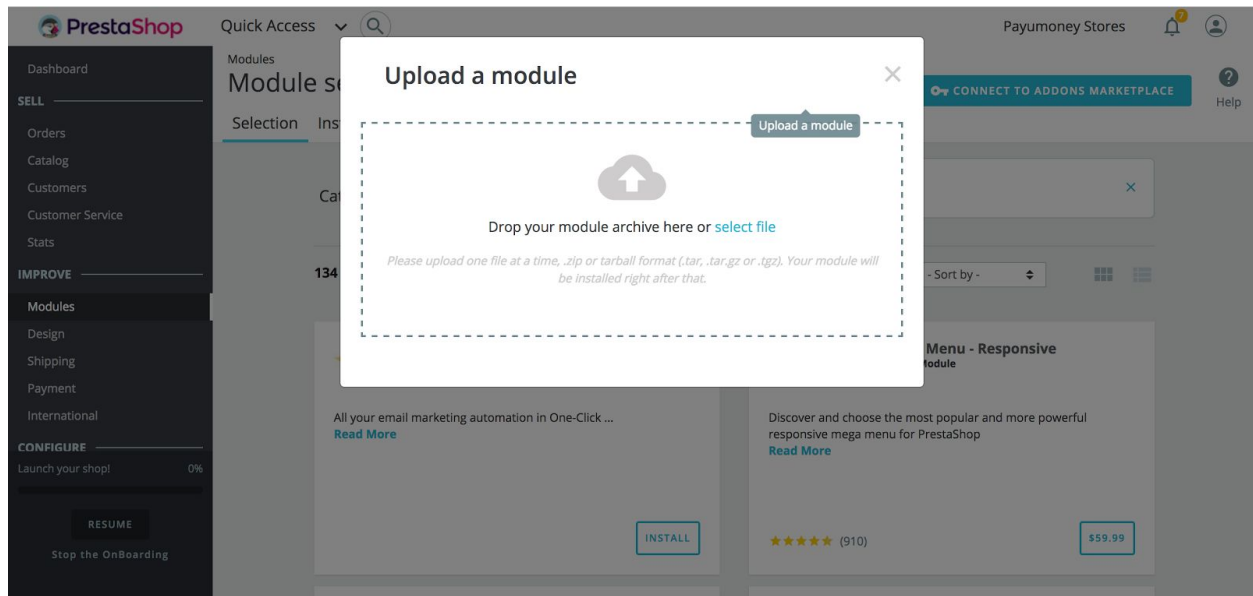 PrestaShop
Quick Access
Payumoney Stores
?
Dashboard
SELL
Orders
Catalog
Customers
Customer Service
Stats
IMPROVE
Modules
Design
Shipping
Payment
International
CONFIGURE
Launch your shop! 0%
RESUME
Stop the OnBoarding
Modules
Module se
CONNECT TO ADDONS MARKETPLACE
?
Help
Selection Ins
Upload a module
Upload a module
Drop your module archive here or select file
Please upload one file at a time, .zip or tarball format (.tar, .tar.gz or .tgz). Your module will
be installed right after that.
Cat
134
- Sort by -
All your email marketing automation in One-Click ...
Read More
INSTALL
Menu - Responsive
Module
Discover and choose the most popular and more powerful
responsive mega menu for PrestaShop
Read More
(910)
$59.99